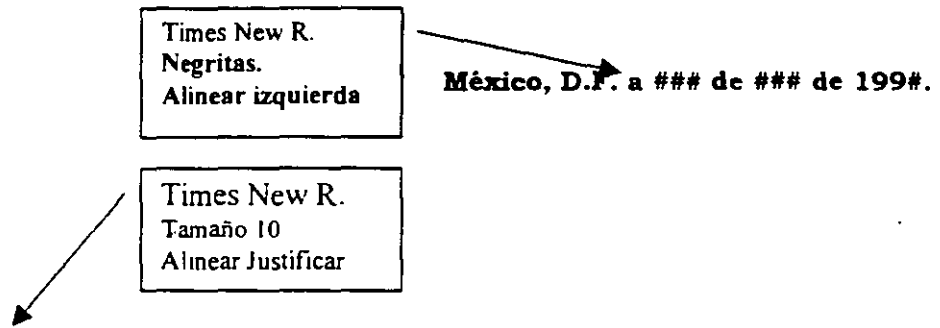 Times New R.
Negritas.
Alinear izquierda
México, D.F. a ### de ### de 199#.
Times New R.
Tamaño 10
Alinear Justificar